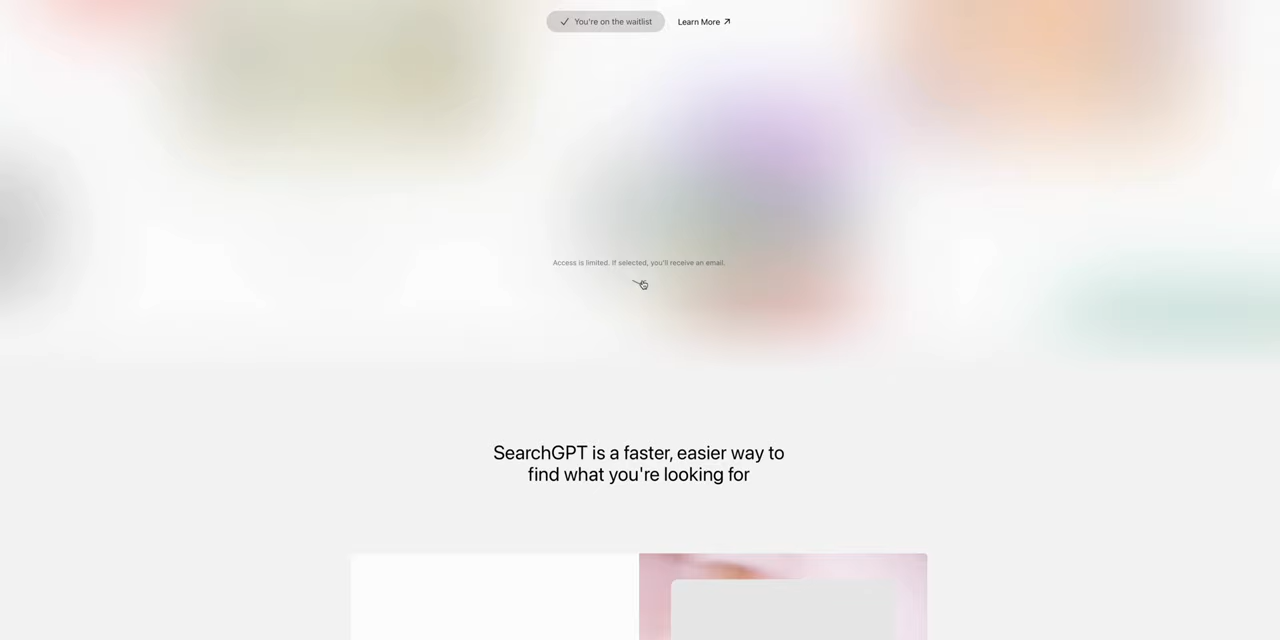 You're on the waitlist
Learn More ↗
Access is limited. If selected, you'll receive an email.
SearchGPT is a faster, easier way to
find what you're looking for